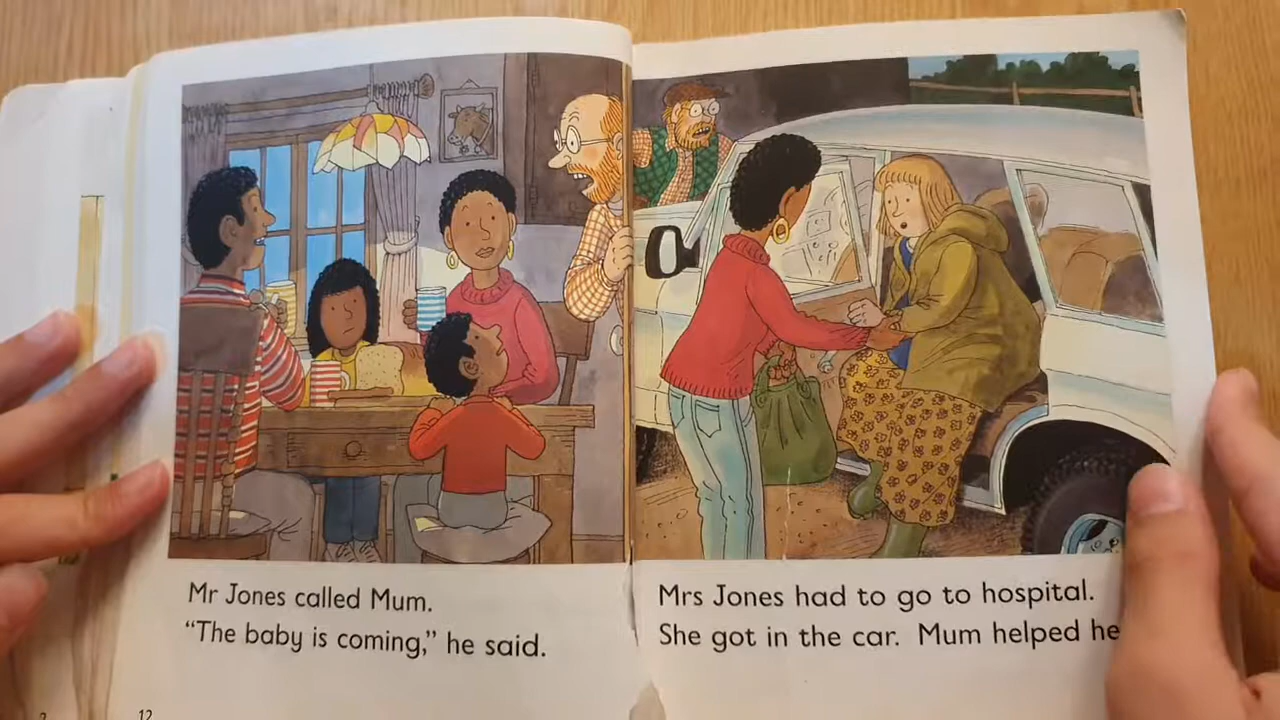 Mr Jones called Mum.
"The baby is coming," he said.
Mrs Jones had to go to hospital.
She got in the car. Mum helped
12